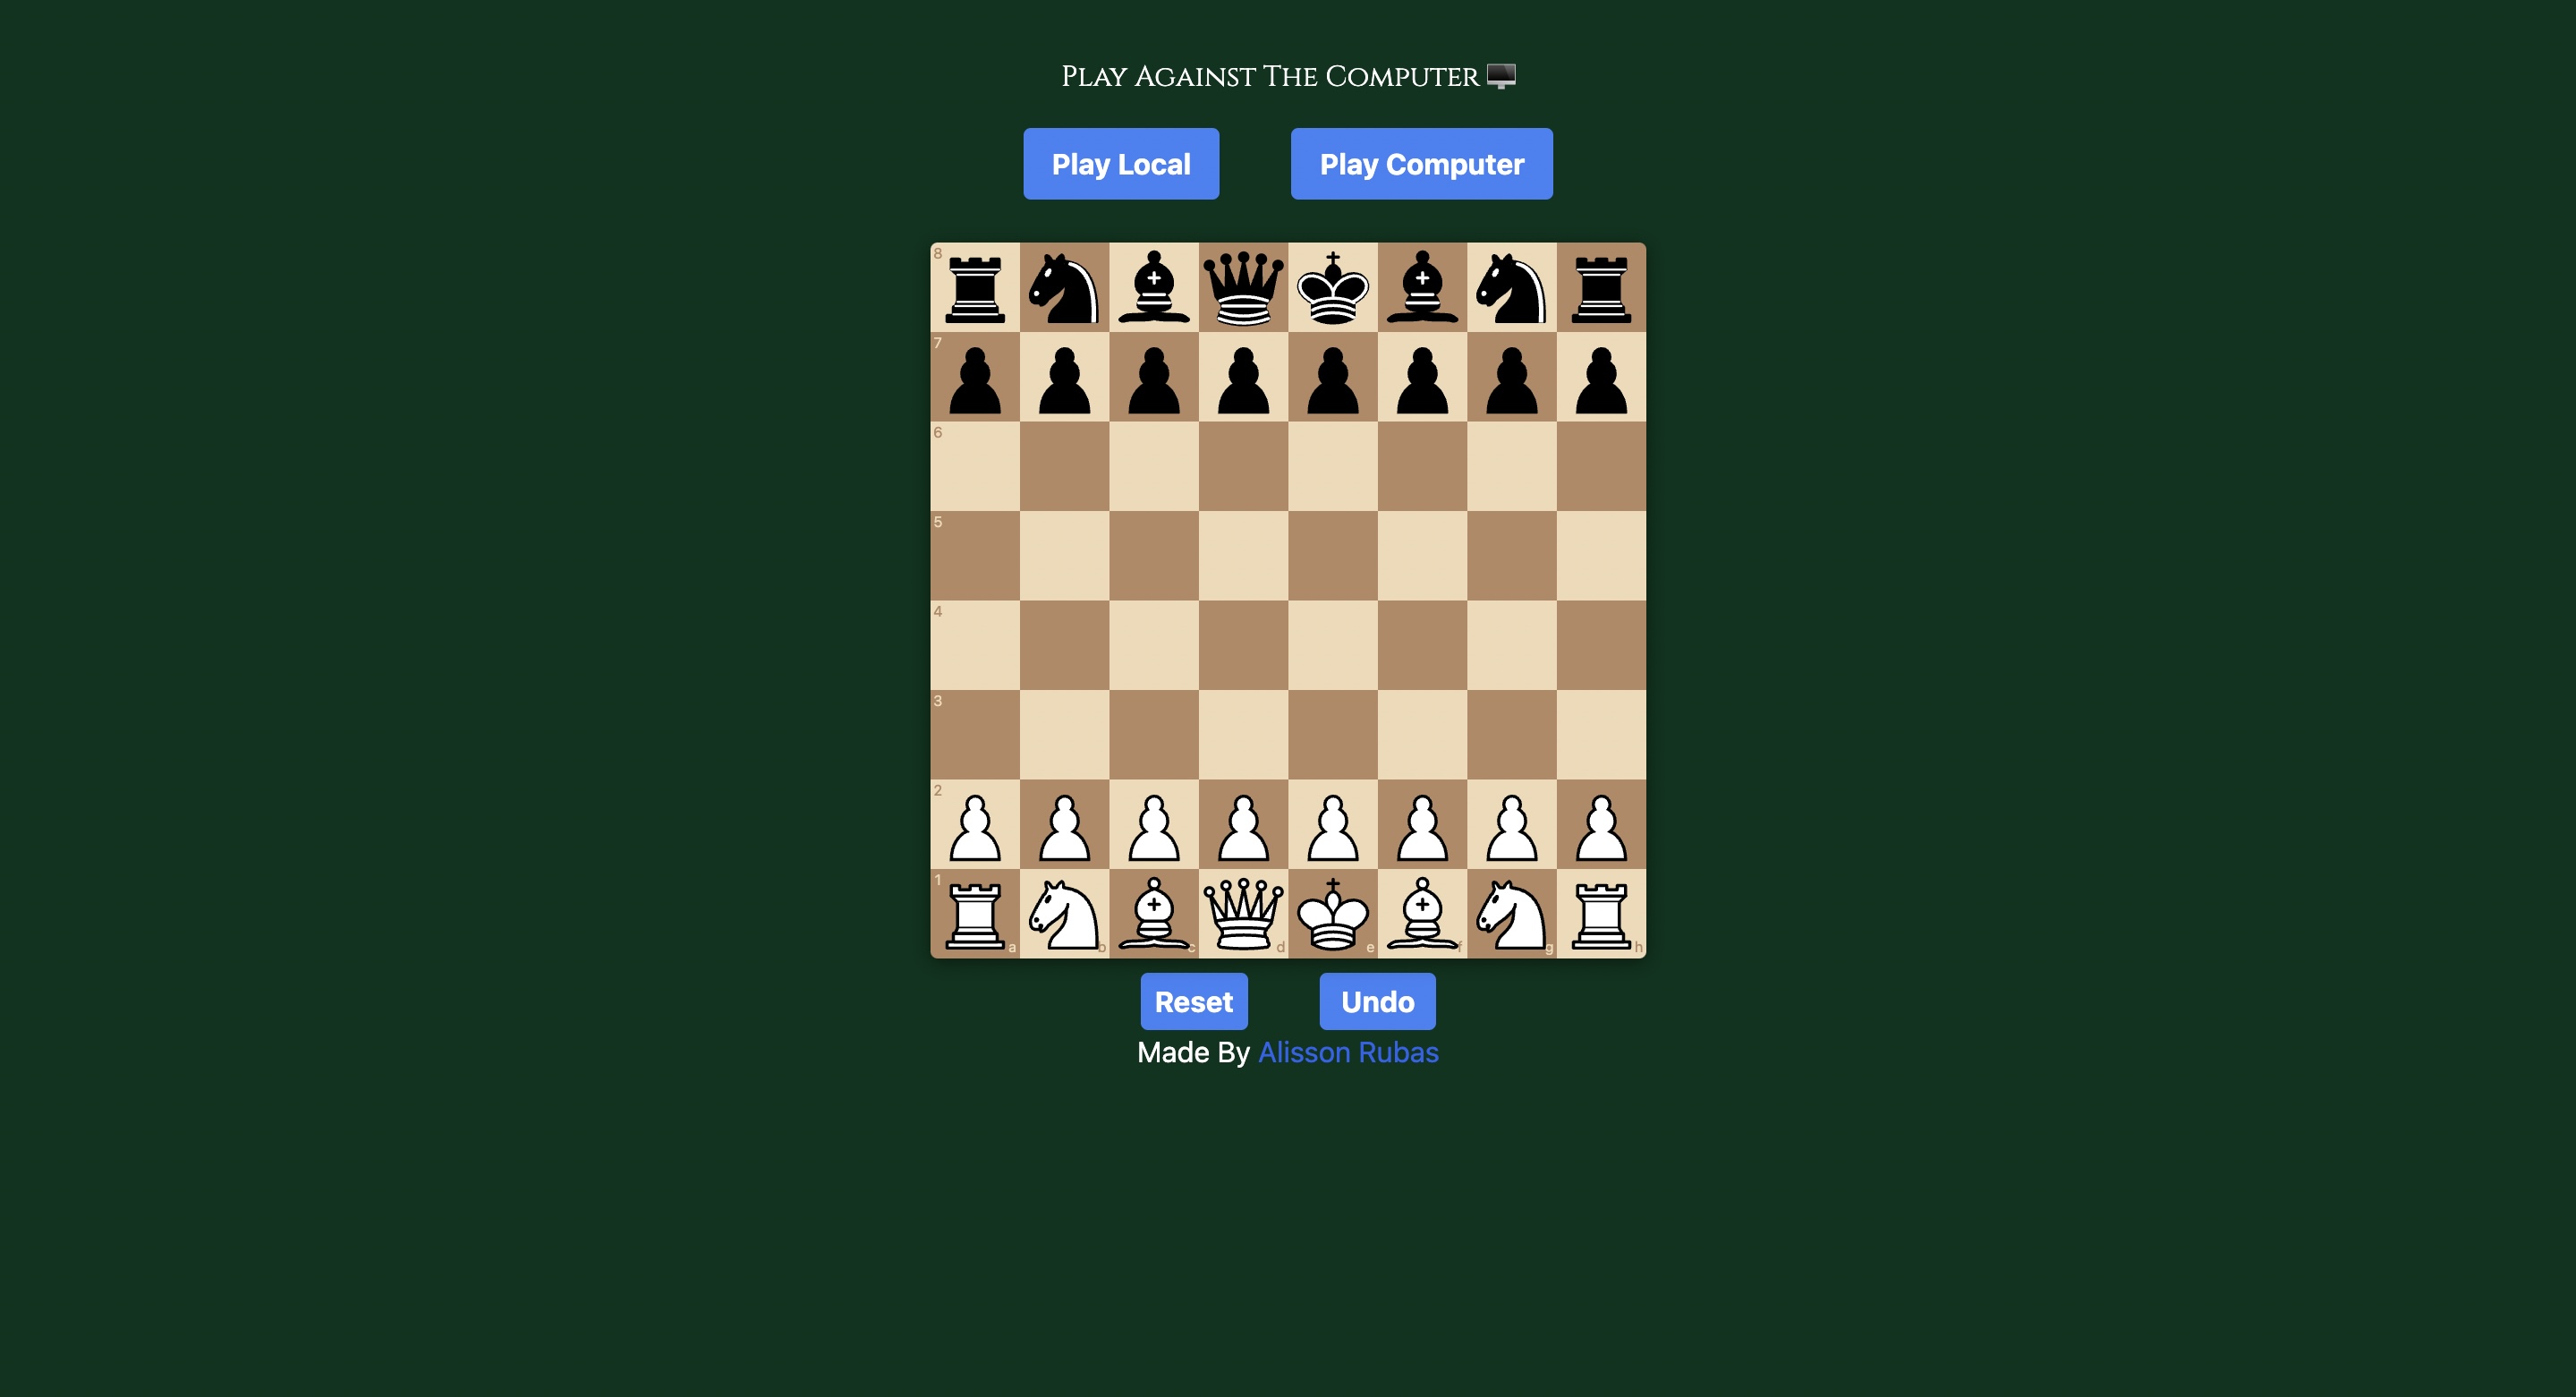 Play Against The Computer
Play Local
Play Computer
8
7
6
5
4
3
2
1
a b c d e f g h
Reset
Undo
Made By Alisson Rubas